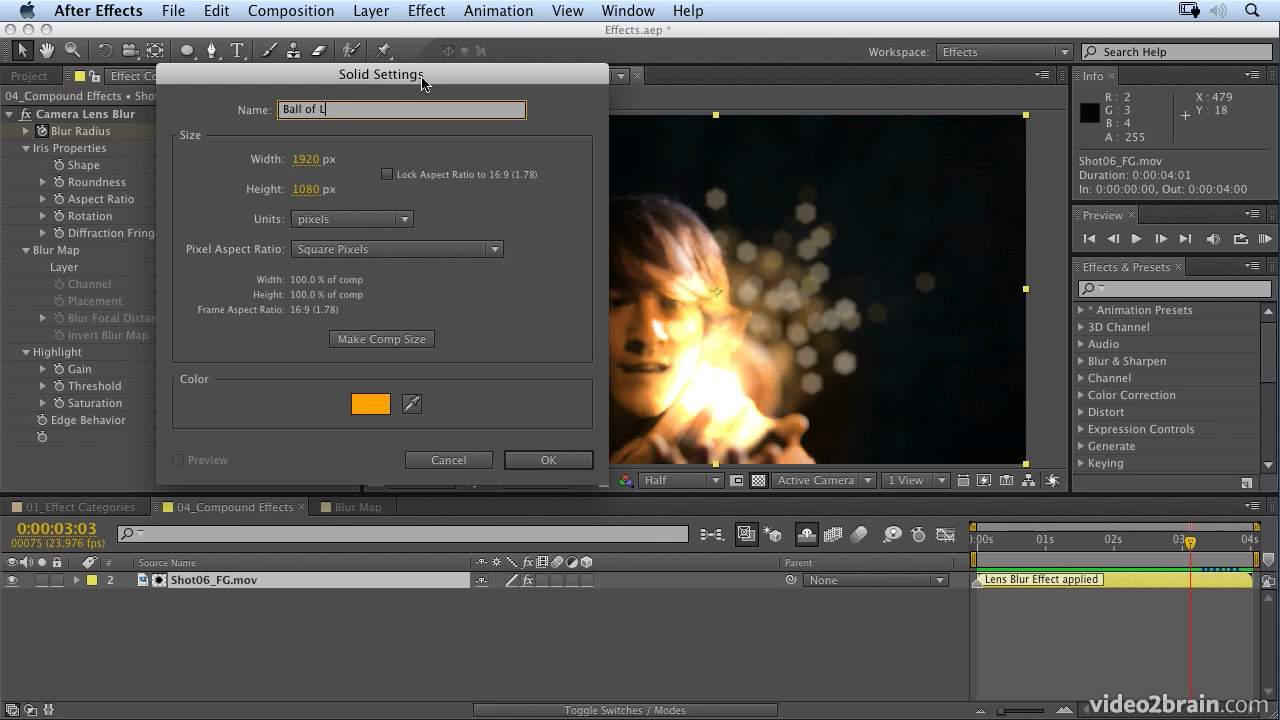 After Effects File Edit Composition Layer Effect Animation View Window Help
Effects.aep *
Workspace: Effects Search Help
Project Effect Co
04_Compound Effects • Sho
fx Camera Lens Blur
Blur Radius
Iris Properties
Shape
Roundness
Aspect Ratio
Rotation
Diffraction Fring
Blur Map
Layer
Channel
Placement
Blur Focal Distan
Invert Blur Map
Highlight
Gain
Threshold
Saturation
Edge Behavior
Solid Settings
Name: Ball of L
Size
Width: 1920 px
Lock Aspect Ratio to 16:9 (1.78)
Height: 1080 px
Units: pixels
Pixel Aspect Ratio: Square Pixels
Width: 100.0 % of comp
Height: 100.0 % of comp
Frame Aspect Ratio: 16:9 (1.78)
Make Comp Size
Color
Preview Cancel OK
Half Active Camera 1 View
Info
R : 2 X : 479
G : 3 Y : 18
B : 4
A : 255
Shot06_FG.mov
Duration: 0:00:04:01
In: 0:00:00:00, Out: 0:00:04:00
Preview
Effects & Presets
* Animation Presets
3D Channel
Audio
Blur & Sharpen
Channel
Color Correction
Distort
Expression Controls
Generate
Keying
01_Effect Categories 04_Compound Effects Blur Map
0:00:03:03
00075 (23.976 fps)
:00s 01s 02s 03 04s
# Source Name fx Parent
2 Shot06_FG.mov fx None Lens Blur Effect applied
Toggle Switches / Modes
video2brain.com